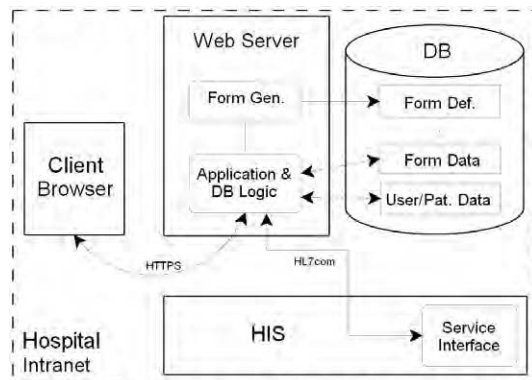 Web Server
DB
Form Gen.
Form Def.
Client
Browser
Application &
DB Logic
Form Data
User/Pat. Data
HTTPS
HL7com
Hospital
Intranet
HIS
Service
Interface